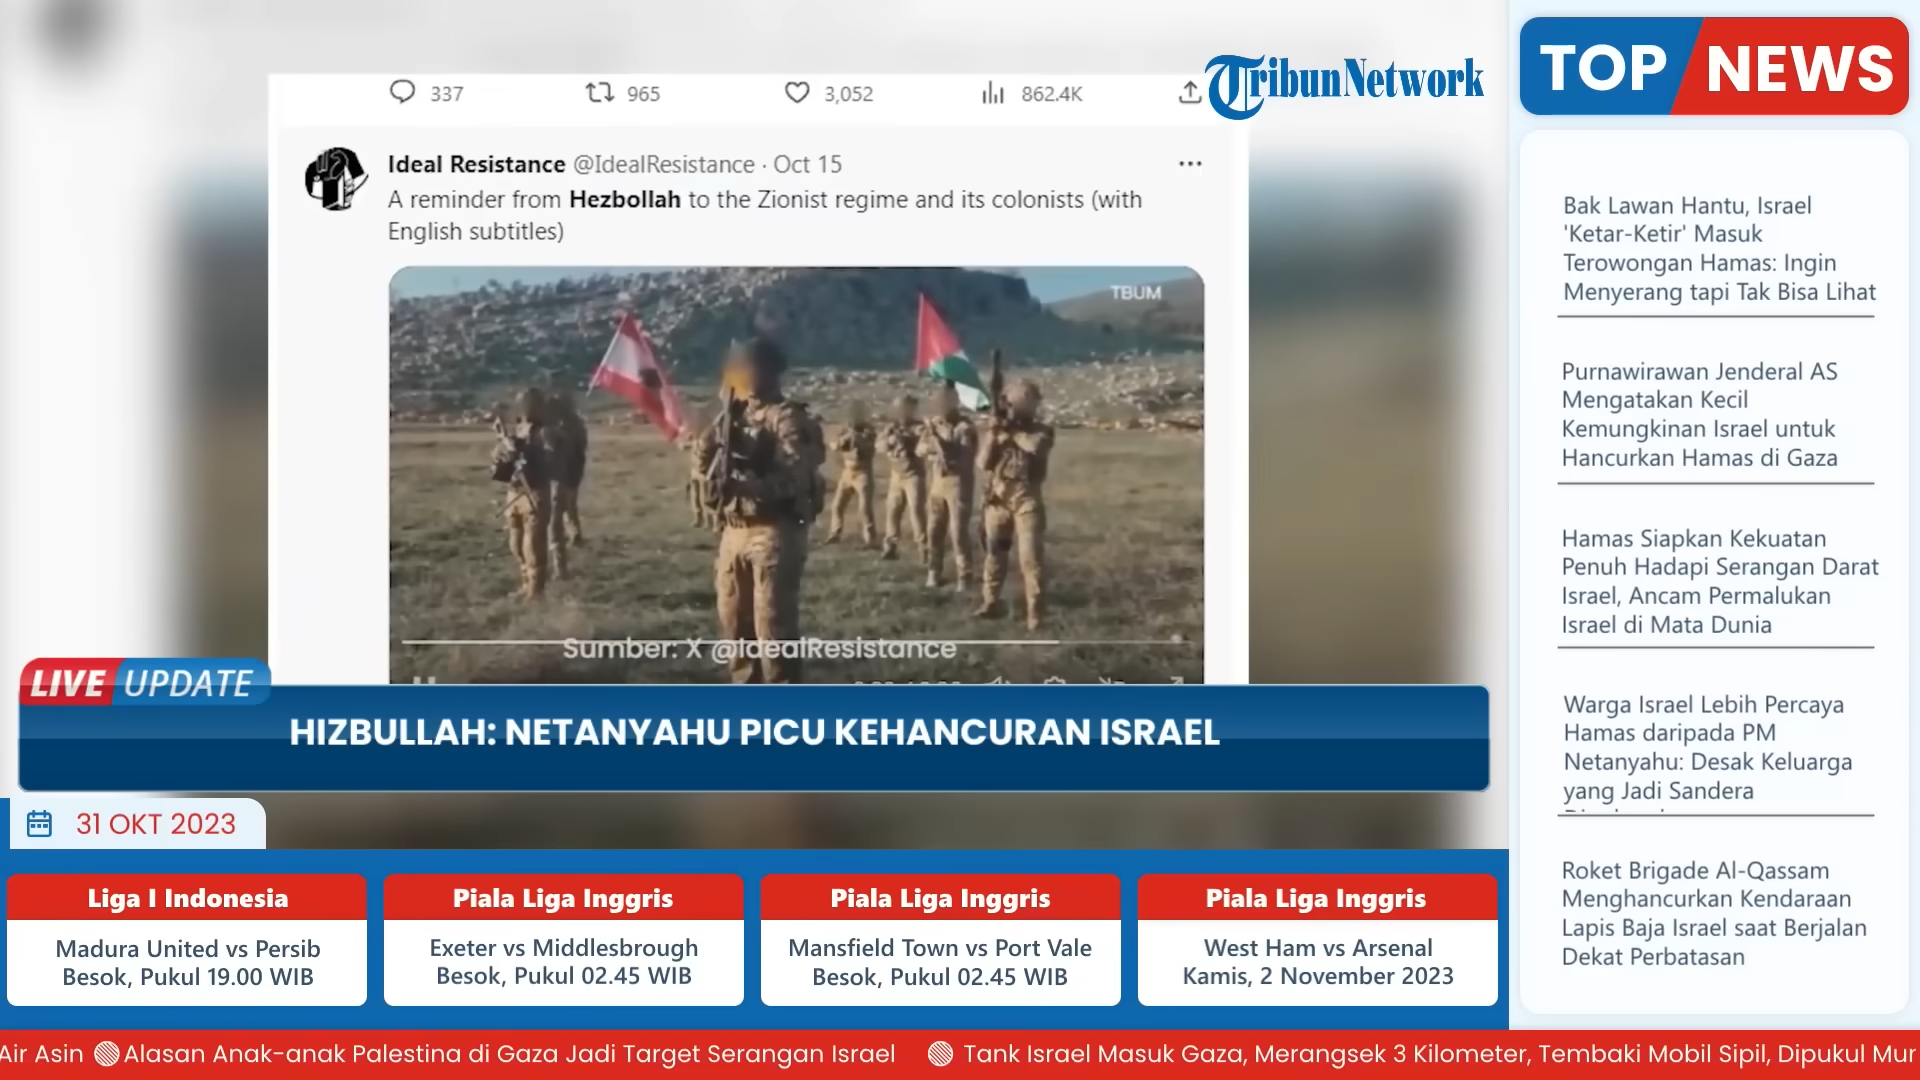 337 965 3,052 862.4K
TribunNetwork
Ideal Resistance @IdealResistance · Oct 15
A reminder from Hezbollah to the Zionist regime and its colonists (with
English subtitles)
TBUM
Sumber: X @IdealResistance
LIVE UPDATE
HIZBULLAH: NETANYAHU PICU KEHANCURAN ISRAEL
31 OKT 2023
TOP NEWS
Bak Lawan Hantu, Israel
'Ketar-Ketir' Masuk
Terowongan Hamas: Ingin
Menyerang tapi Tak Bisa Lihat
Purnawirawan Jenderal AS
Mengatakan Kecil
Kemungkinan Israel untuk
Hancurkan Hamas di Gaza
Hamas Siapkan Kekuatan
Penuh Hadapi Serangan Darat
Israel, Ancam Permalukan
Israel di Mata Dunia
Warga Israel Lebih Percaya
Hamas daripada PM
Netanyahu: Desak Keluarga
yang Jadi Sandera
Roket Brigade Al-Qassam
Menghancurkan Kendaraan
Lapis Baja Israel saat Berjalan
Dekat Perbatasan
Liga I Indonesia
Madura United vs Persib
Besok, Pukul 19.00 WIB
Piala Liga Inggris
Exeter vs Middlesbrough
Besok, Pukul 02.45 WIB
Piala Liga Inggris
Mansfield Town vs Port Vale
Besok, Pukul 02.45 WIB
Piala Liga Inggris
West Ham vs Arsenal
Kamis, 2 November 2023
Air Asin Alasan Anak-anak Palestina di Gaza Jadi Target Serangan Israel Tank Israel Masuk Gaza, Merangsek 3 Kilometer, Tembaki Mobil Sipil, Dipukul Mur